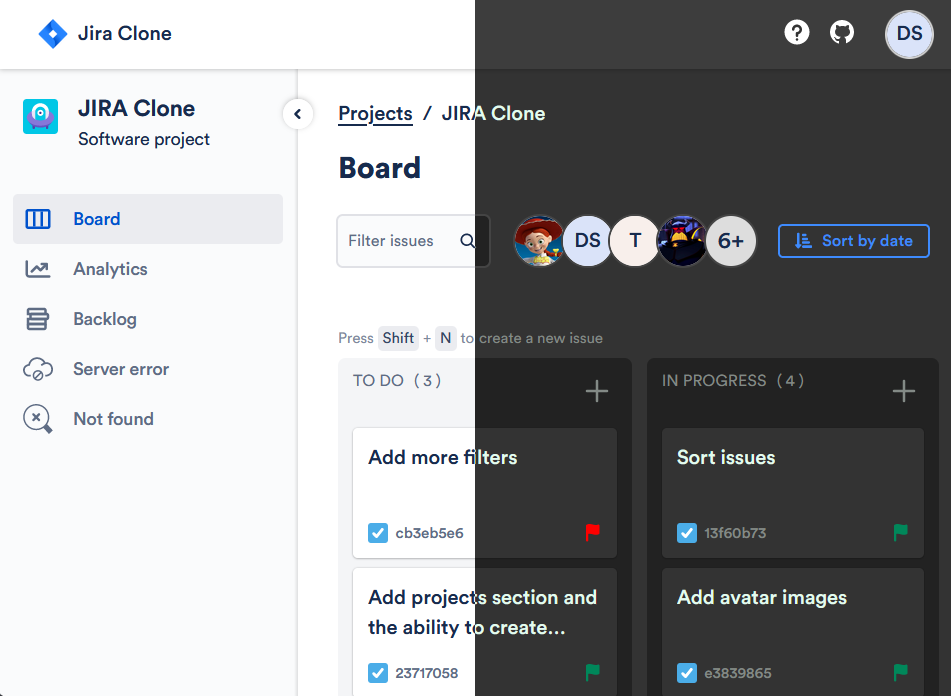 Jira Clone
DS
JIRA Clone
Software project
Board
Analytics
Backlog
Server error
Not found
Projects / JIRA Clone
Board
Filter issues
DS
T
6+
Sort by date
Press Shift + N to create a new issue
TO DO (3)
Add more filters
cb3eb5e6
Add projects section and
the ability to create...
23717058
IN PROGRESS (4)
Sort issues
13f60b73
Add avatar images
e3839865